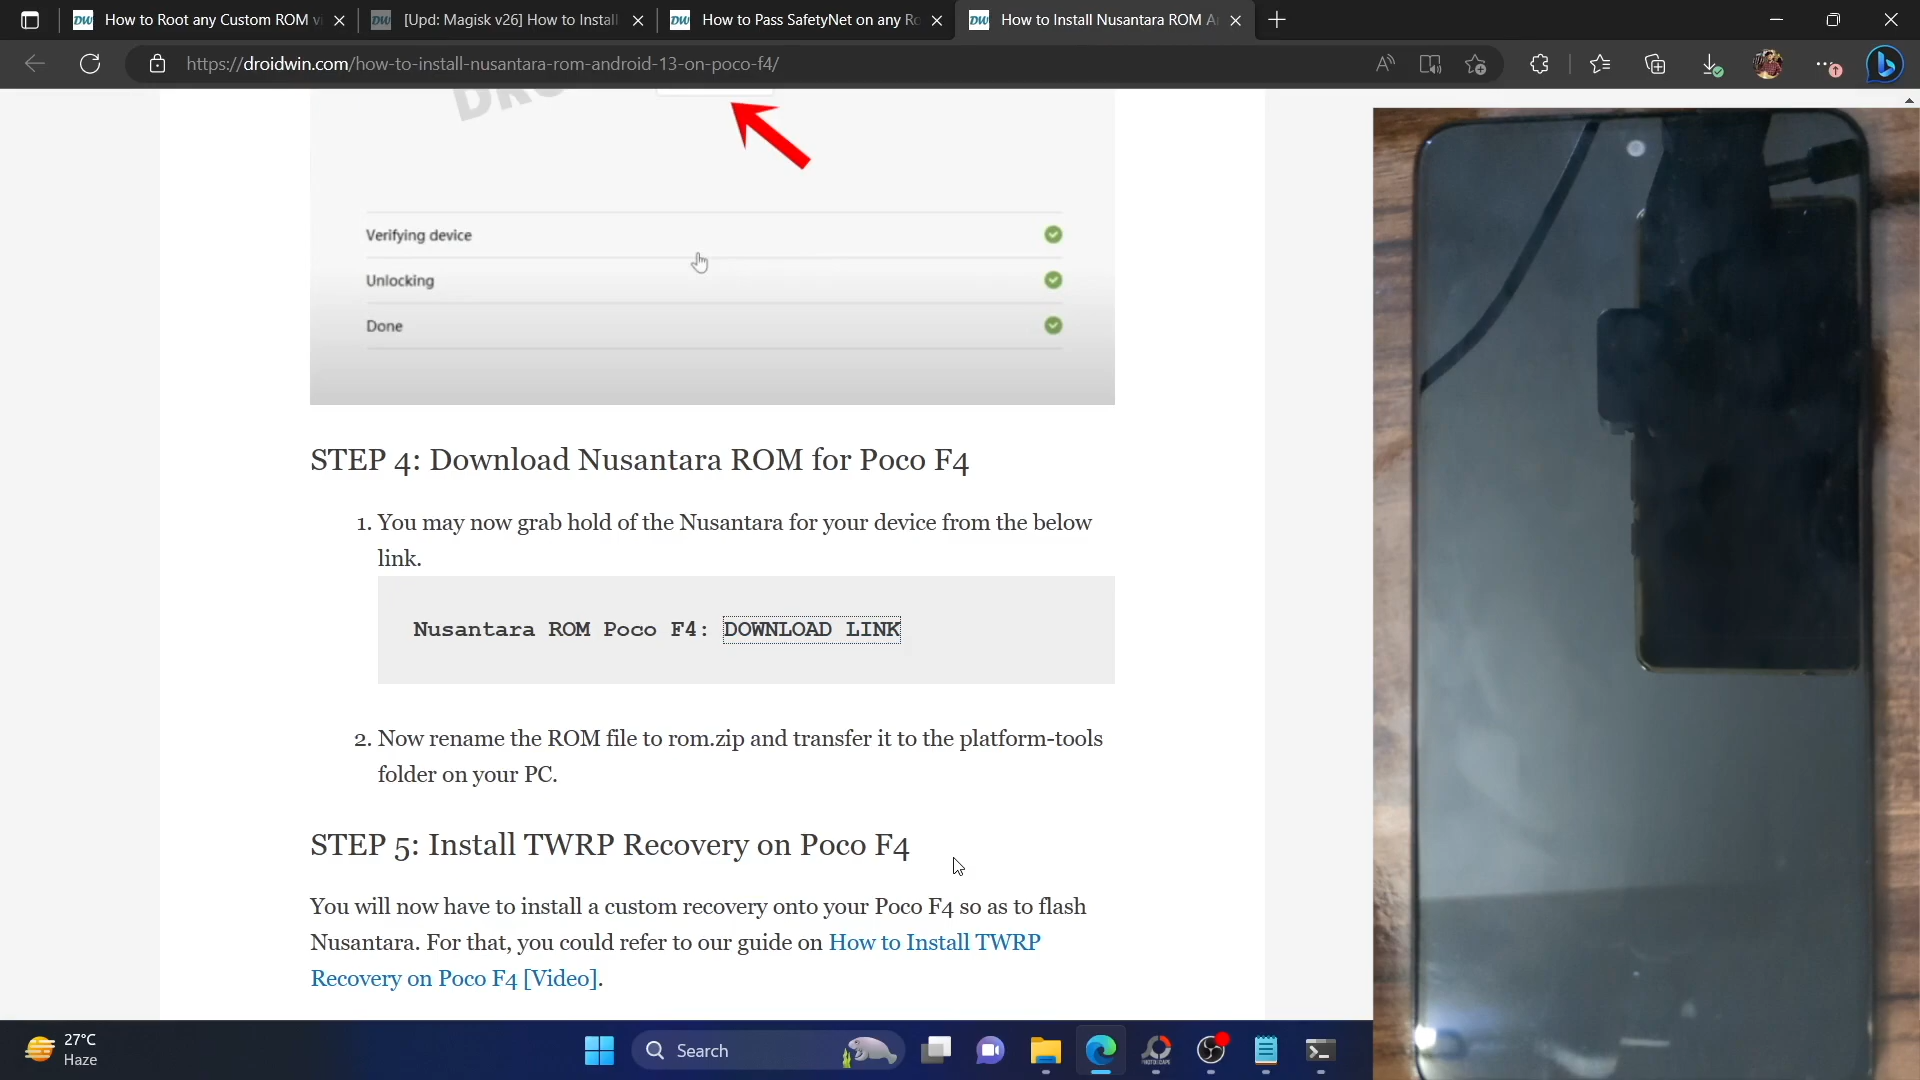 How to Root any Custom ROM vi
[Upd: Magisk v26] How to Install
How to Pass SafetyNet on any Ro
How to Install Nusantara ROM A
https://droidwin.com/how-to-install-nusantara-rom-android-13-on-poco-f4/
Verifying device
Unlocking
Done
STEP 4: Download Nusantara ROM for Poco F4
1. You may now grab hold of the Nusantara for your device from the below
link.
Nusantara ROM Poco F4: DOWNLOAD LINK
2. Now rename the ROM file to rom.zip and transfer it to the platform-tools
folder on your PC.
STEP 5: Install TWRP Recovery on Poco F4
You will now have to install a custom recovery onto your Poco F4 so as to flash
Nusantara. For that, you could refer to our guide on How to Install TWRP
Recovery on Poco F4 [Video].
27°C
Haze
Search